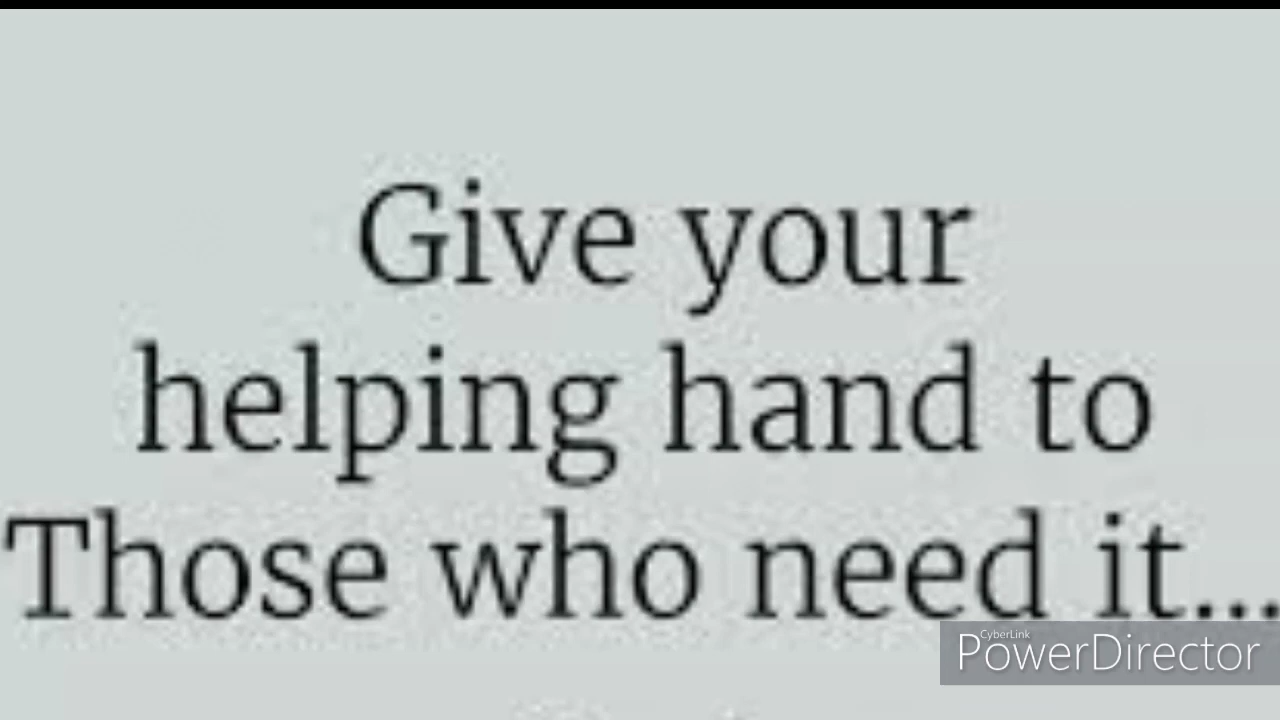 Give your
helping hand to
Those who need it...
CyberLink
PowerDirector